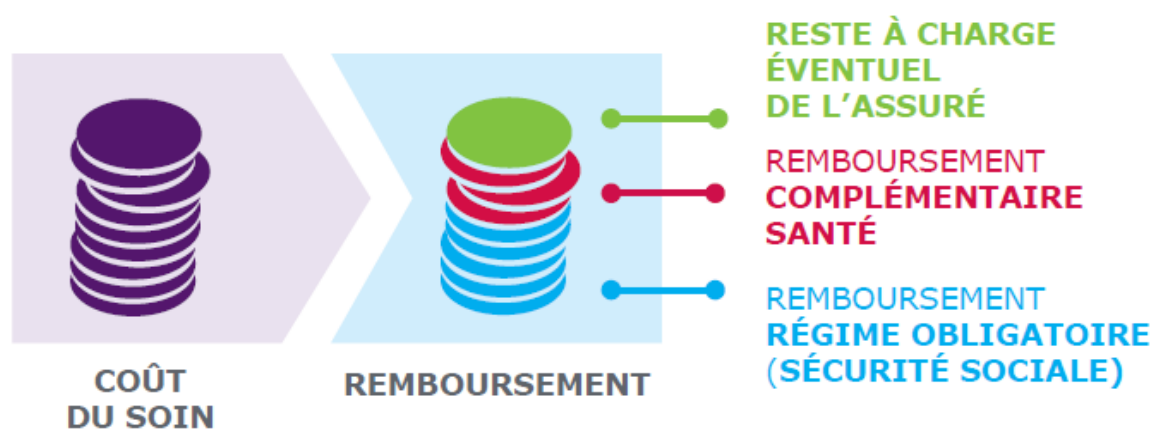 COÛT
DU SOIN
REMBOURSEMENT
RESTE À CHARGE
ÉVENTUEL
DE L’ASSURÉ
REMBOURSEMENT
COMPLÉMENTAIRE
SANTÉ
REMBOURSEMENT
RÉGIME OBLIGATOIRE
(SÉCURITÉ SOCIALE)